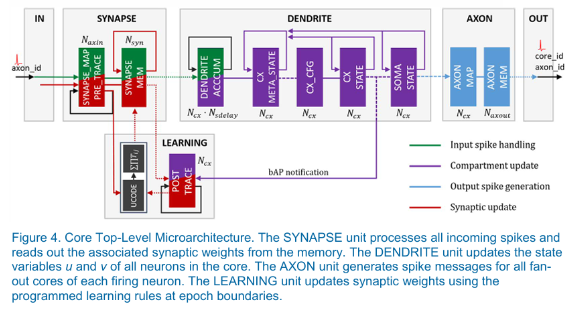 IN
SYNAPSE
DENDRITE
AXON
OUT
axon_id
N_axin
SYNAPSE_MAP
PRE_TRACE
N_syn
SYNAPSE
MEM
DENDRITE
ACCUM
N_cx · N_sdelay
CX
META_STATE
N_cx
CX_CFG
N_cx
CX
STATE
N_cx
SOMA
STATE
N_cx
AXON
MAP
N_cx
AXON
MEM
N_axout
core_id
axon_id
LEARNING
N_cx
ΣΠT_ij
UCODE
POST
TRACE
bAP notification
Input spike handling
Compartment update
Output spike generation
Synaptic update
Figure 4. Core Top-Level Microarchitecture. The SYNAPSE unit processes all incoming spikes and
reads out the associated synaptic weights from the memory. The DENDRITE unit updates the state
variables u and v of all neurons in the core. The AXON unit generates spike messages for all fan-
out cores of each firing neuron. The LEARNING unit updates synaptic weights using the
programmed learning rules at epoch boundaries.